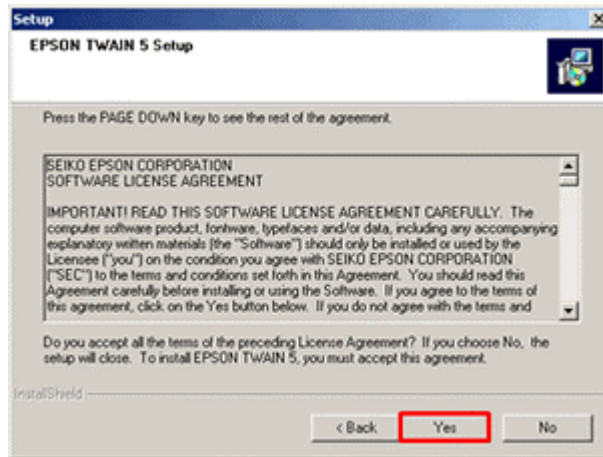 Setup
EPSON TWAIN 5 Setup
Press the PAGE DOWN key to see the rest of the agreement.
SEIKO EPSON CORPORATION
SOFTWARE LICENSE AGREEMENT
IMPORTANT! READ THIS SOFTWARE LICENSE AGREEMENT CAREFULLY. The
computer software product, fontware, typefaces and/or data, including any accompanying
explanatory written materials (the "Software") should only be installed or used by the
Licensee ("you") on the condition you agree with SEIKO EPSON CORPORATION
("SEC") to the terms and conditions set forth in this Agreement. You should read this
Agreement carefully before installing or using the Software. If you agree to the terms of
this agreement, click on the Yes button below. If you do not agree with the terms and
Do you accept all the terms of the preceding License Agreement? If you choose No, the
setup will close. To install EPSON TWAIN 5, you must accept this agreement.
InstallShield
< Back Yes No